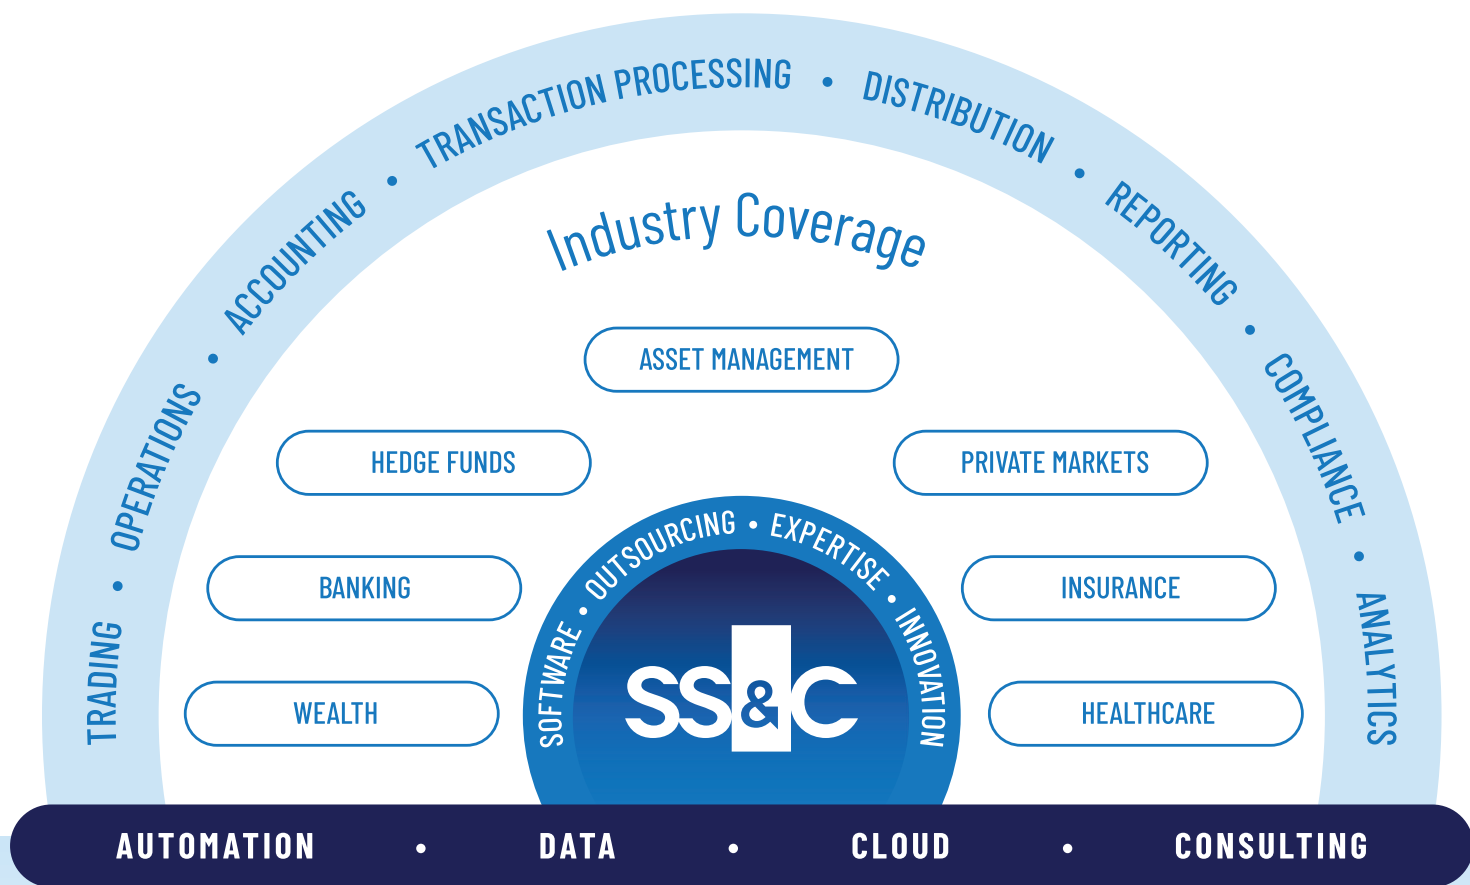 TRADING • OPERATIONS • ACCOUNTING • TRANSACTION PROCESSING • DISTRIBUTION • REPORTING • COMPLIANCE • ANALYTICS
Industry Coverage
ASSET MANAGEMENT
HEDGE FUNDS
PRIVATE MARKETS
BANKING
INSURANCE
WEALTH
HEALTHCARE
SOFTWARE • OUTSOURCING • EXPERTISE • INNOVATION
SS&C
AUTOMATION • DATA • CLOUD • CONSULTING